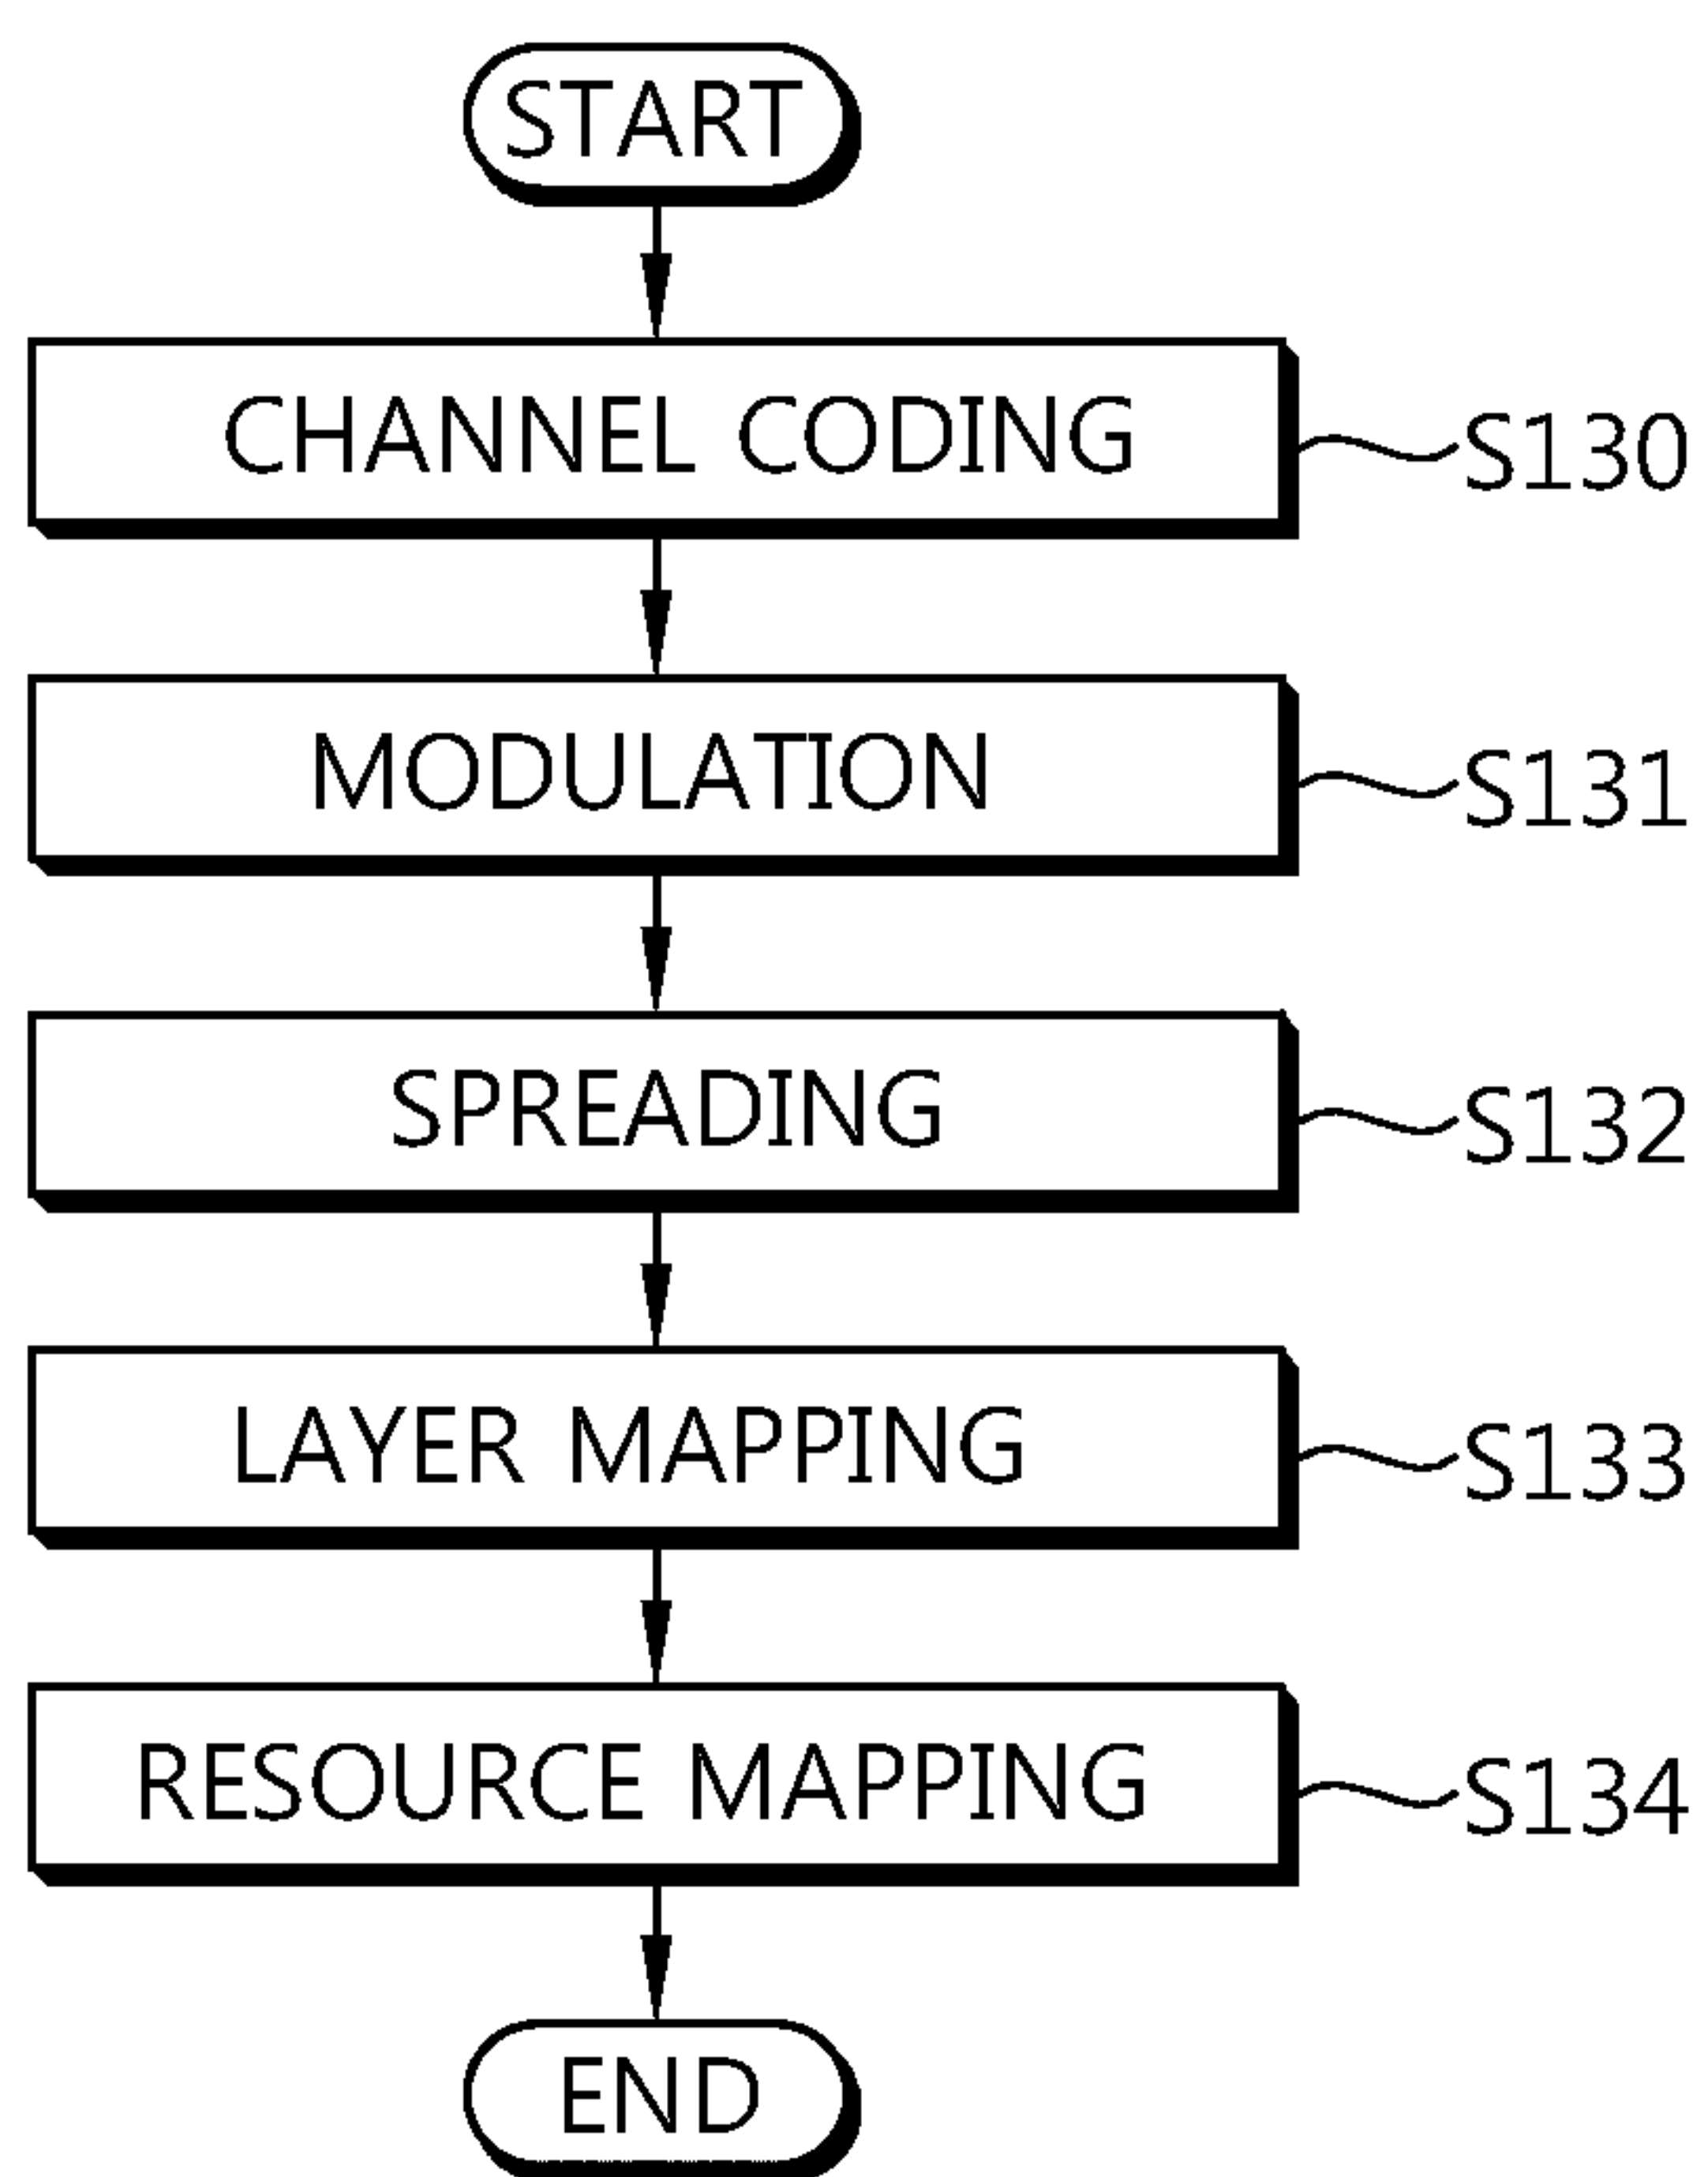 START
CHANNEL CODING
S130
MODULATION
S131
SPREADING
S132
LAYER MAPPING
S133
RESOURCE MAPPING
S134
END